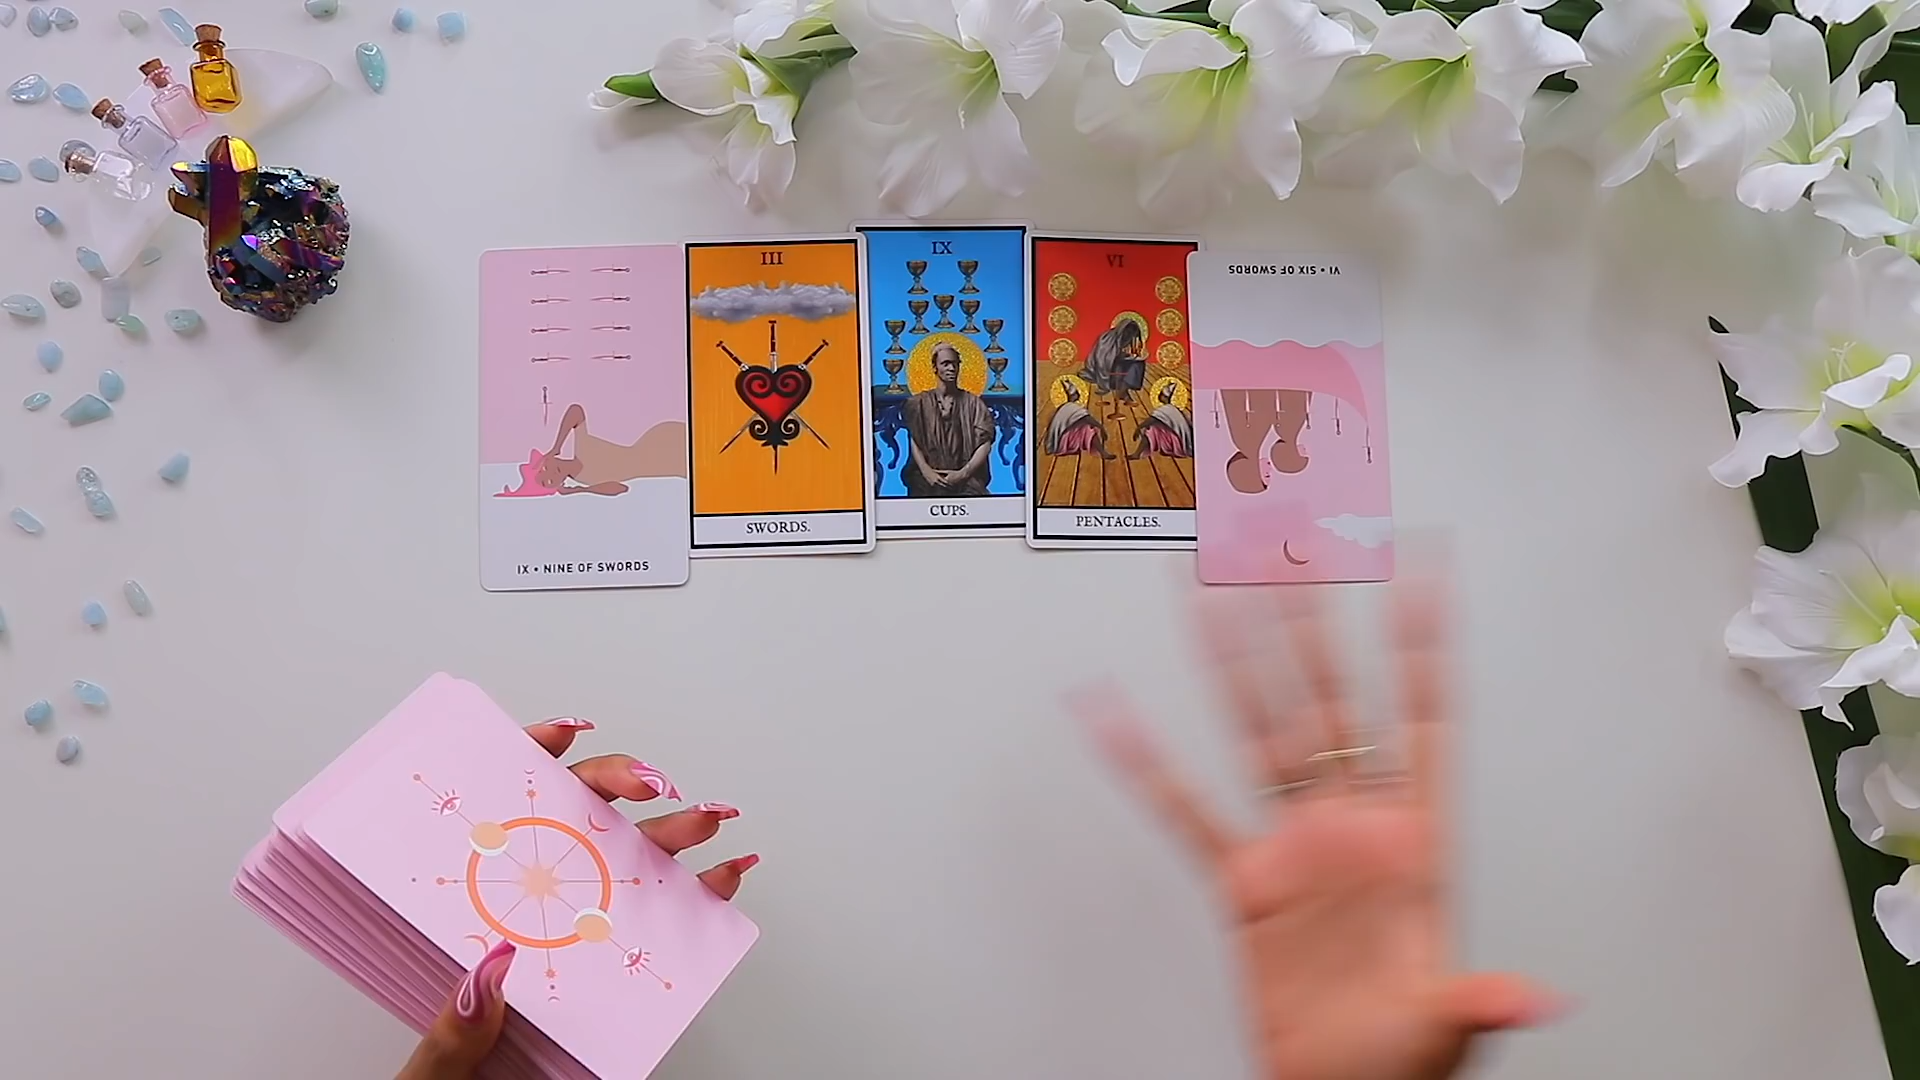 IX • NINE OF SWORDS
III
SWORDS.
IX
CUPS.
VI
PENTACLES.
VI • SIX OF SWORDS